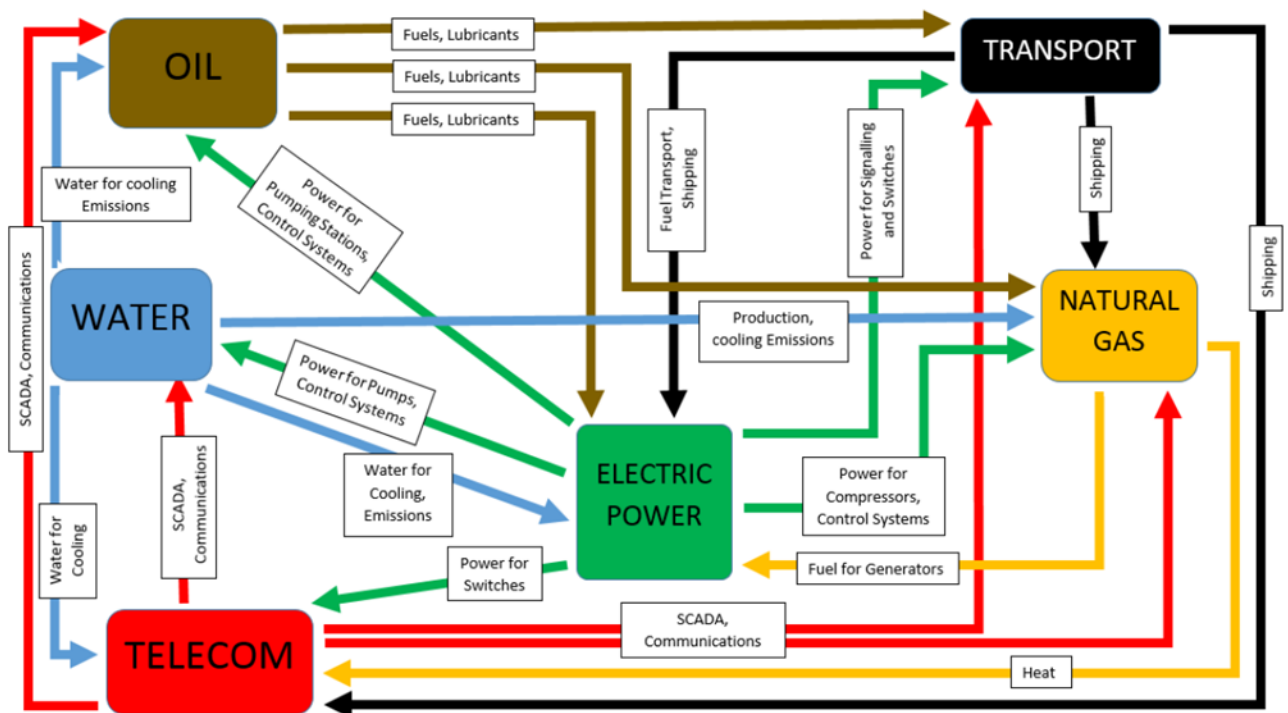 Fuels, Lubricants
OIL
TRANSPORT
Fuels, Lubricants
Fuels, Lubricants
Fuel Transport,
Shipping
Power for Signalling
and Switches
Shipping
Water for cooling
Emissions
Power for
Pumping Stations,
Control Systems
Shipping
SCADA, Communications
WATER
NATURAL
GAS
Production,
cooling Emissions
Power for Pumps,
Control Systems
SCADA,
Communications
Water for
Cooling,
Emissions
ELECTRIC
POWER
Power for
Compressors,
Control Systems
Water for
Cooling
Power for
Switches
Fuel for Generators
TELECOM
SCADA,
Communications
Heat